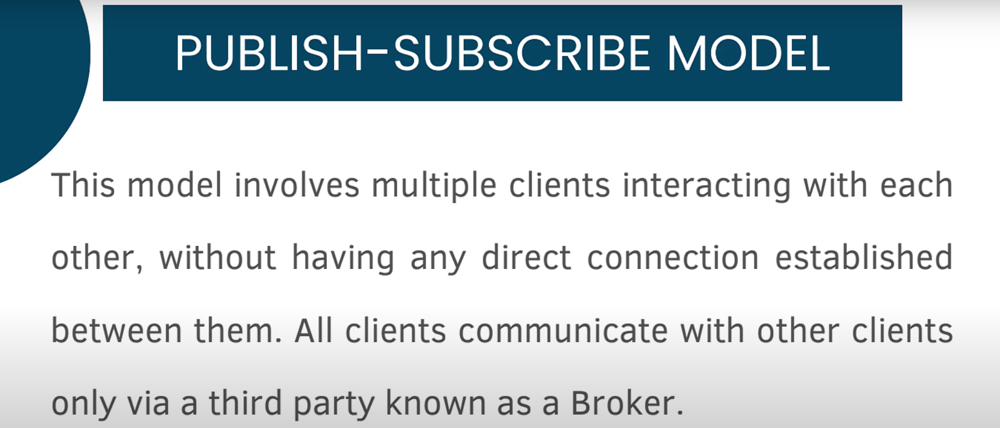 PUBLISH-SUBSCRIBE MODEL
This model involves multiple clients interacting with each
other, without having any direct connection established
between them. All clients communicate with other clients
only via a third party known as a Broker.